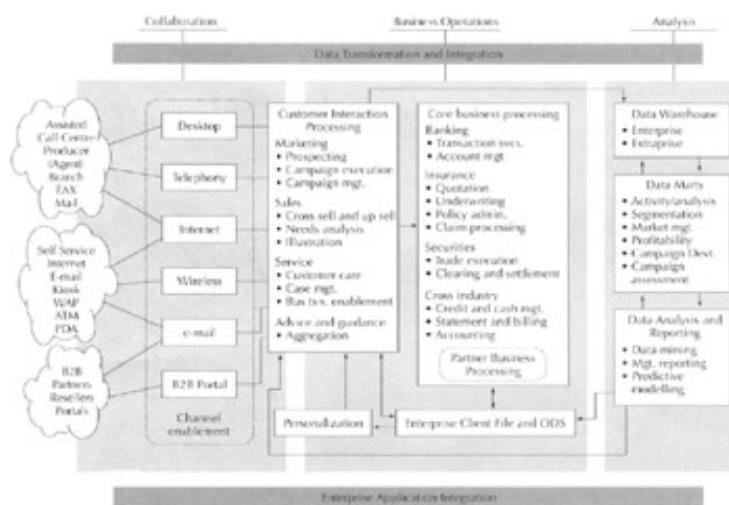 Collaboration
Business Operations
Analysis
Data Transformation and Integration
Assisted
Call Centre/
Producer
(Agent)
Branch
FAX
Mail
Self Service
Internet
E-mail
Kiosk
WAP
ATM
PDA
B2B
Partners
Resellers
Portals
Desktop
Telephony
Internet
Wireless
e-mail
B2B Portal
Channel
enablement
Customer Interaction
Processing
Marketing
• Prospecting
• Campaign execution
• Campaign mgt.
Sales
• Cross sell and up sell
• Needs analysis
• Illustration
Service
• Customer care
• Case mgt.
• Bus txn. enablement
Advice and guidance
• Aggregation
Personalization
Core business processing
Banking
• Transaction svcs.
• Account mgt.
Insurance
• Quotation
• Underwriting
• Policy admin.
• Claim processing
Securities
• Trade execution
• Clearing and settlement
Cross industry
• Credit and cash mgt.
• Statement and billing
• Accounting
Partner Business
Processing
Enterprise Client File and ODS
Data Warehouse
• Enterprise
• Extraprise
Data Marts
• Activity/analysis
• Segmentation
• Market mgt.
• Profitability
• Campaign Devt.
• Campaign
assessment
Data Analysis and
Reporting
• Data mining
• Mgt. reporting
• Predictive
modelling
Enterprise Application Integration